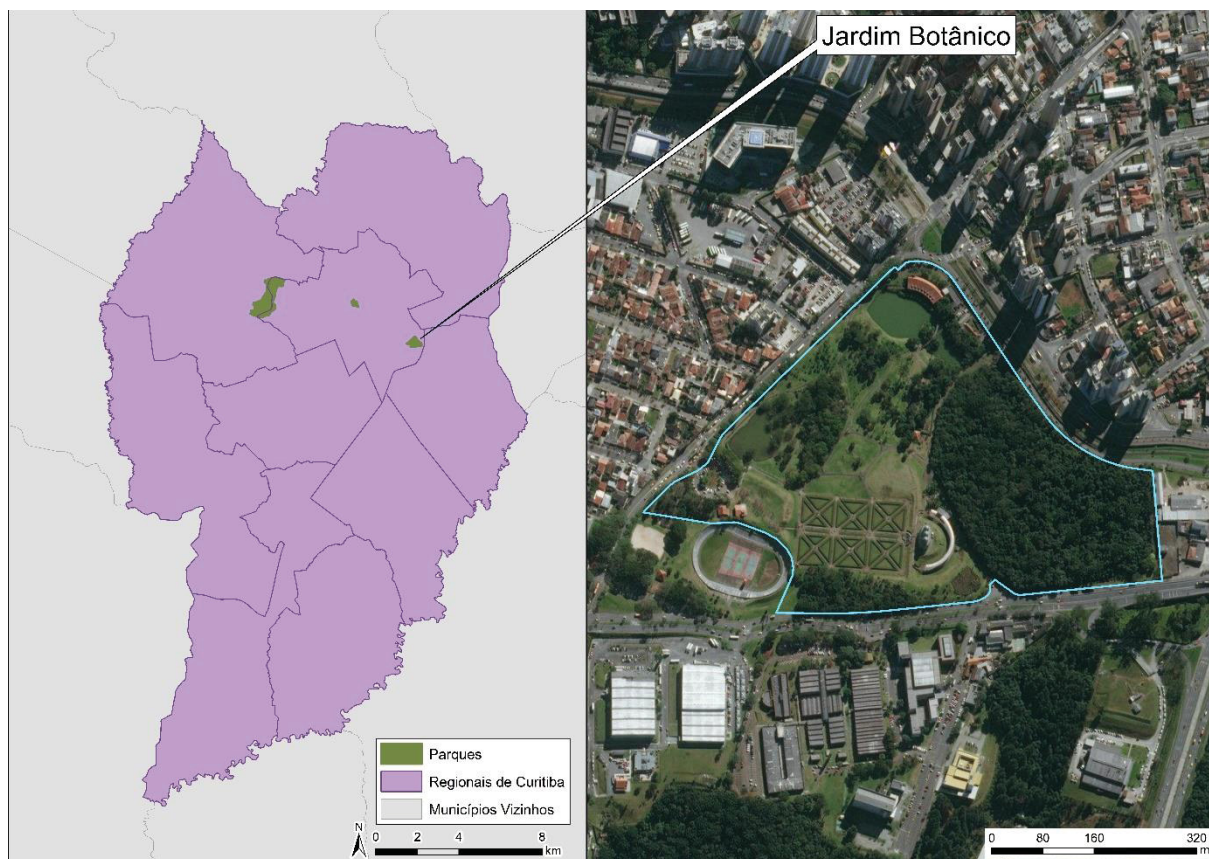 Jardim Botânico
Parques
Regionais de Curitiba
Municípios Vizinhos
N
0 2 4 8
km
0 80 160 320
m